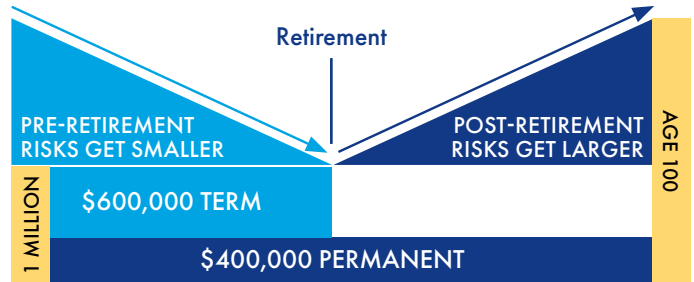 Retirement
PRE-RETIREMENT
RISKS GET SMALLER
POST-RETIREMENT
RISKS GET LARGER
AGE 100
1 MILLION
$600,000 TERM
$400,000 PERMANENT